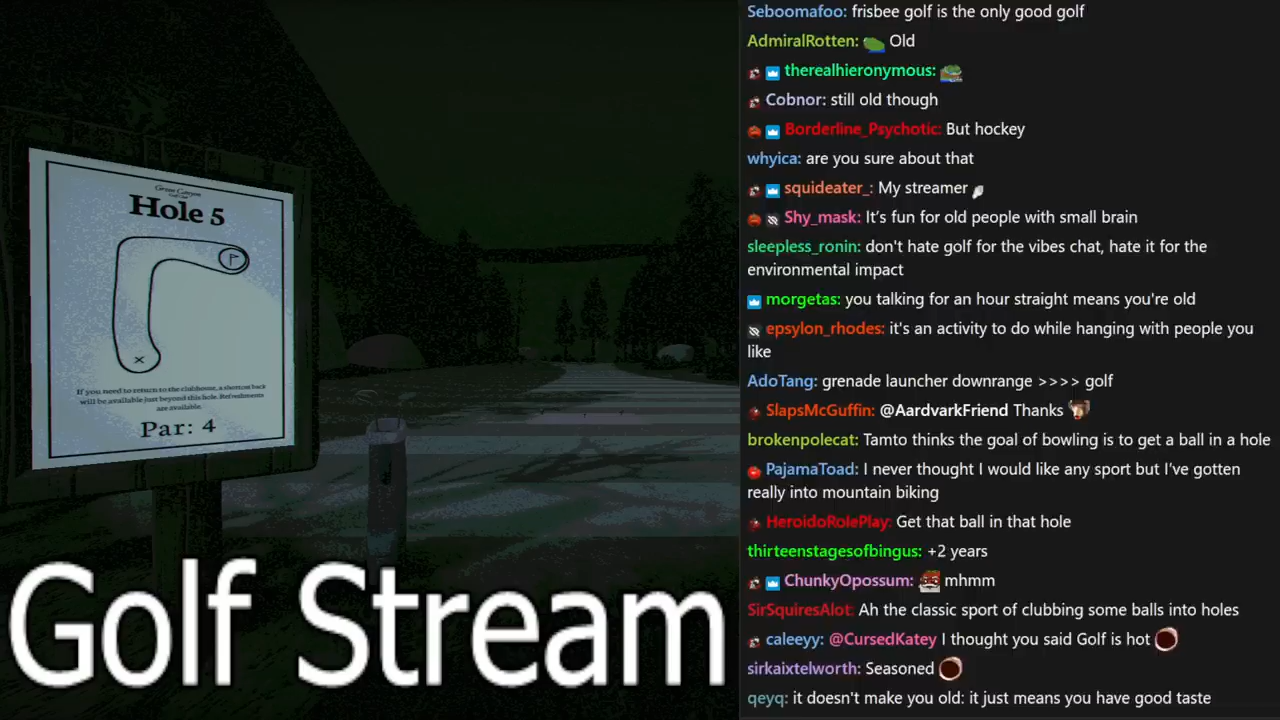 Green Canyon
Hole 5
If you need to return to the clubhouse, a shortcut back
will be available just beyond this hole. Refreshments
are available.
Par: 4
Golf Stream
Seboomafoo: frisbee golf is the only good golf
AdmiralRotten: Old
therealhieronymous:
Cobnor: still old though
Borderline_Psychotic: But hockey
whyica: are you sure about that
squideater_: My streamer
Shy_mask: It's fun for old people with small brain
sleepless_ronin: don't hate golf for the vibes chat, hate it for the
environmental impact
morgetas: you talking for an hour straight means you're old
epsylon_rhodes: it's an activity to do while hanging with people you
like
AdoTang: grenade launcher downrange >>>> golf
SlapsMcGuffin: @AardvarkFriend Thanks
brokenpolecat: Tamto thinks the goal of bowling is to get a ball in a hole
PajamaToad: I never thought I would like any sport but I've gotten
really into mountain biking
HeroidoRolePlay: Get that ball in that hole
thirteenstagesofbingus: +2 years
ChunkyOpossum: mhmm
SirSquiresAlot: Ah the classic sport of clubbing some balls into holes
caleeyy: @CursedKatey I thought you said Golf is hot
sirkaixtelworth: Seasoned
qeyq: it doesn't make you old: it just means you have good taste